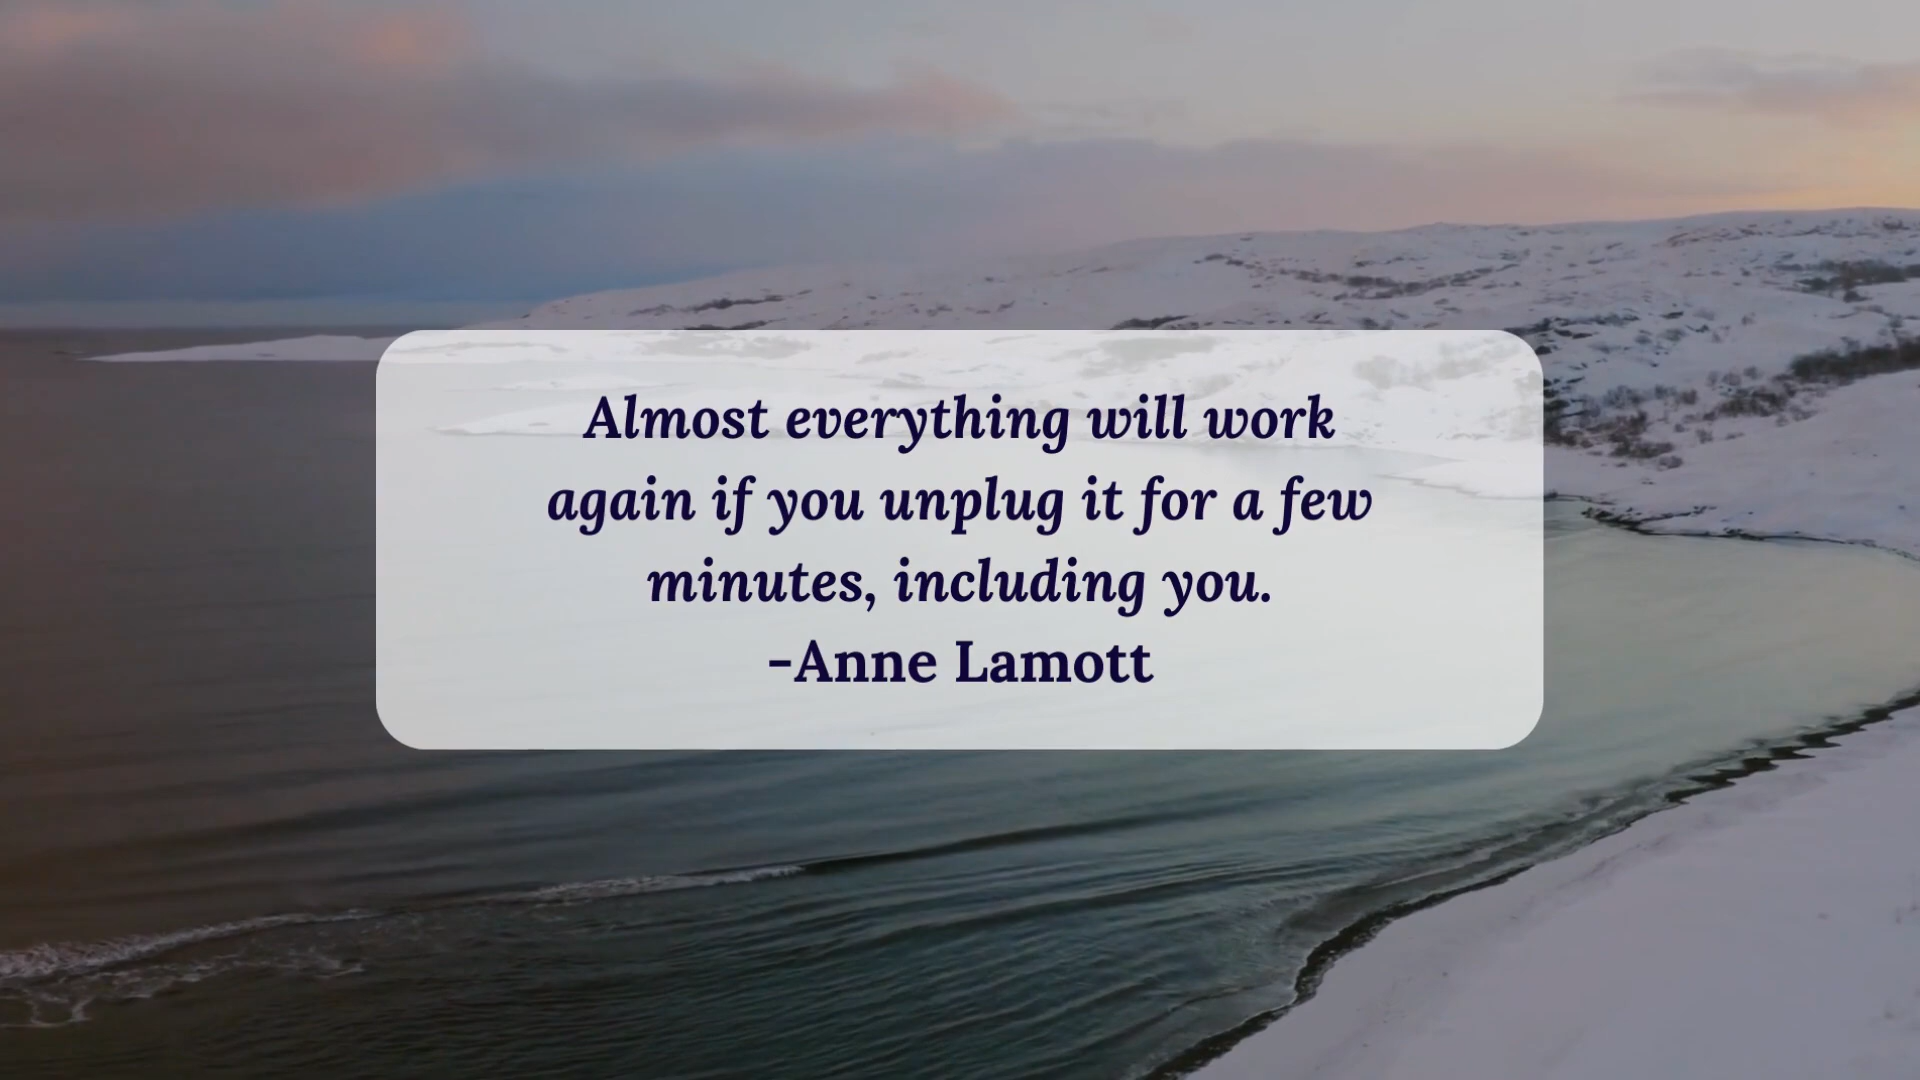 Almost everything will work
again if you unplug it for a few
minutes, including you.
-Anne Lamott